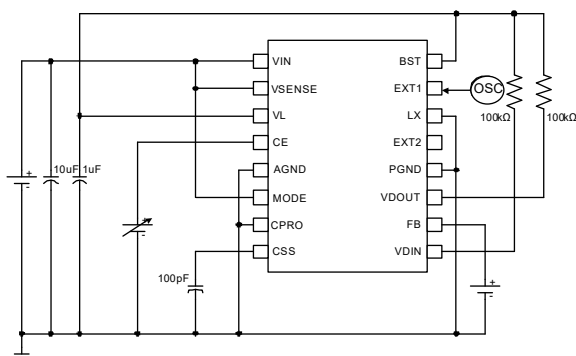 VIN BST
VSENSE EXT1 OSC
VL LX 100kΩ 100kΩ
CE EXT2
10uF 1uF AGND PGND
+ MODE VDOUT
+ CPRO FB
-
100pF CSS VDIN
+
-